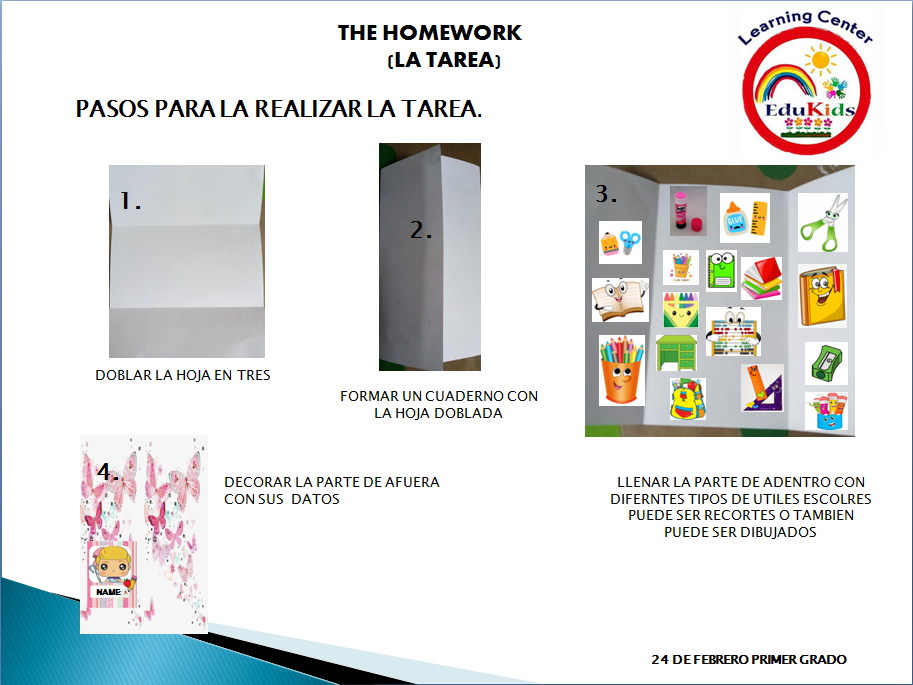 THE HOMEWORK
(LA TAREA)
Learning Center
EduKids
PASOS PARA LA REALIZAR LA TAREA.
1.
2.
3.
GLUE
DOBLAR LA HOJA EN TRES
FORMAR UN CUADERNO CON
LA HOJA DOBLADA
4.
NAME
DECORAR LA PARTE DE AFUERA
CON SUS DATOS
LLENAR LA PARTE DE ADENTRO CON
DIFERNTES TIPOS DE UTILES ESCOLRES
PUEDE SER RECORTES O TAMBIEN
PUEDE SER DIBUJADOS
24 DE FEBRERO PRIMER GRADO